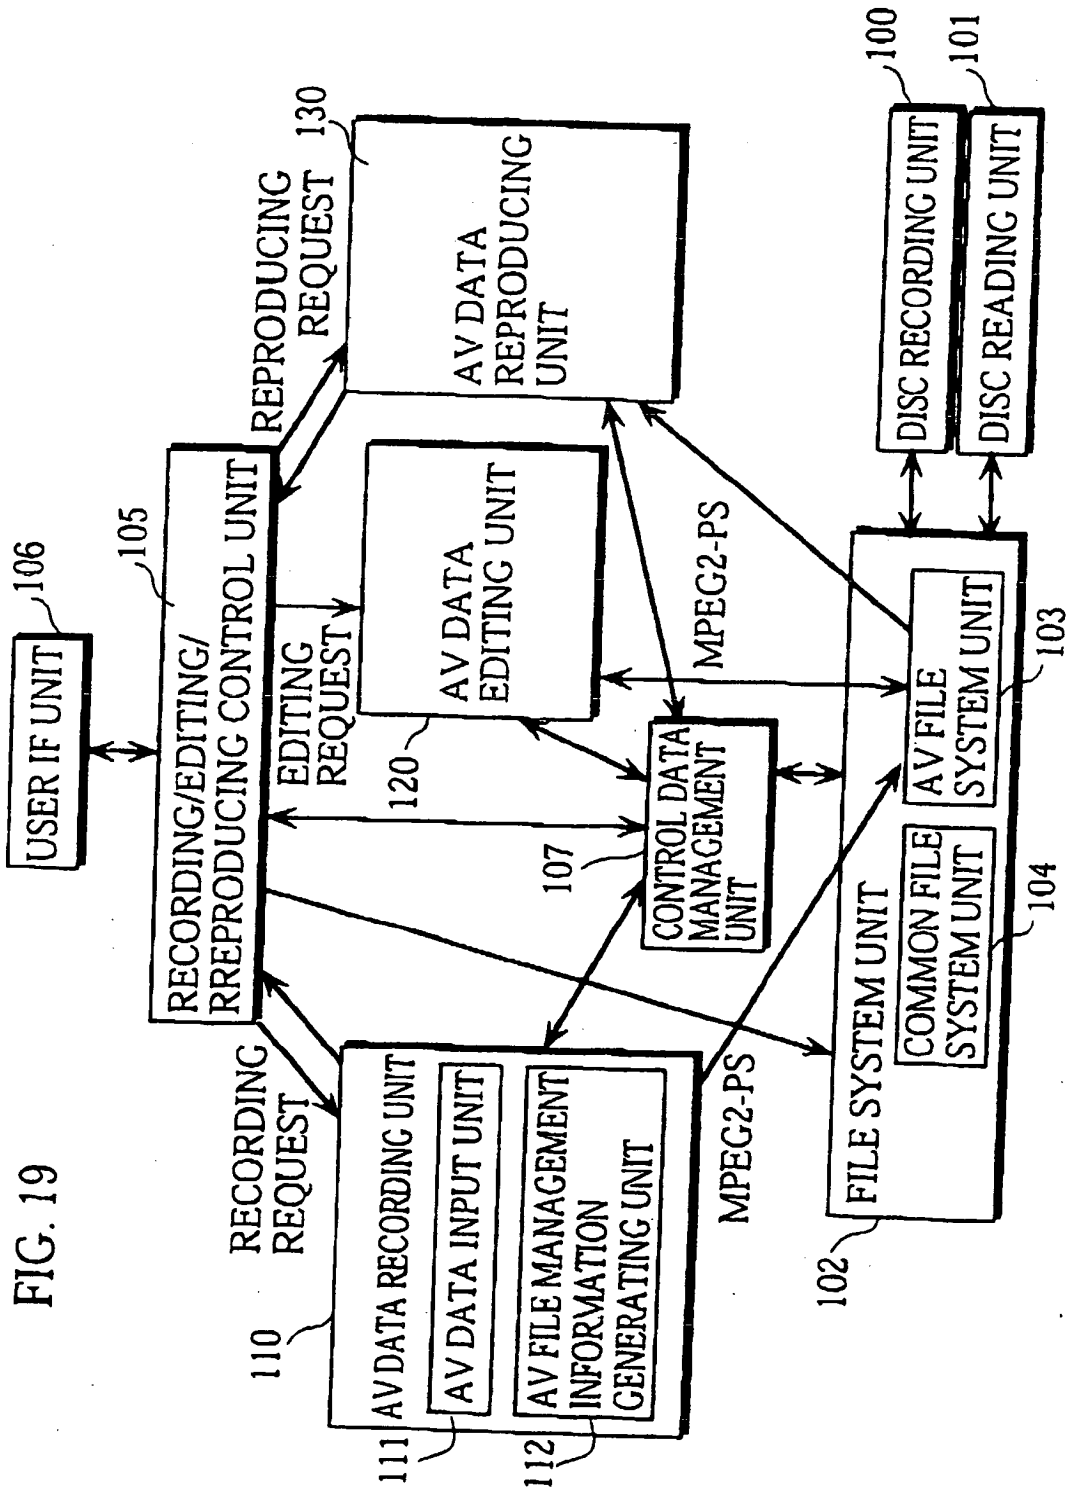 FIG. 19
USER IF UNIT
106
RECORDING/EDITING/
RREPRODUCING CONTROL UNIT
105
RECORDING
REQUEST
EDITING
REQUEST
REPRODUCING
REQUEST
110
AV DATA RECORDING UNIT
111
AV DATA INPUT UNIT
112
AV FILE MANAGEMENT
INFORMATION
GENERATING UNIT
120
AV DATA
EDITING UNIT
130
AV DATA
REPRODUCING
UNIT
107
CONTROL DATA
MANAGEMENT
UNIT
MPEG2-PS
MPEG2-PS
102
FILE SYSTEM UNIT
COMMON FILE
SYSTEM UNIT
104
AV FILE
SYSTEM UNIT
103
DISC RECORDING UNIT
100
DISC READING UNIT
101